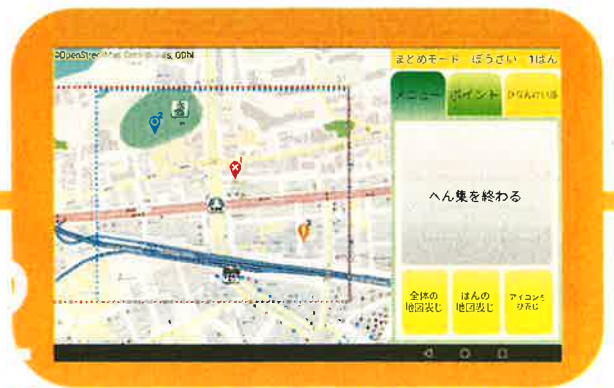 ©OpenStreetMap Contributors, ODbL
まとめモード ぼうさい 1はん
メニュー
ポイント
ひなんけいろ
2
1
へん集を終わる
全体の
地図表じ
はんの
地図表じ
アイコンを
ひょうじ